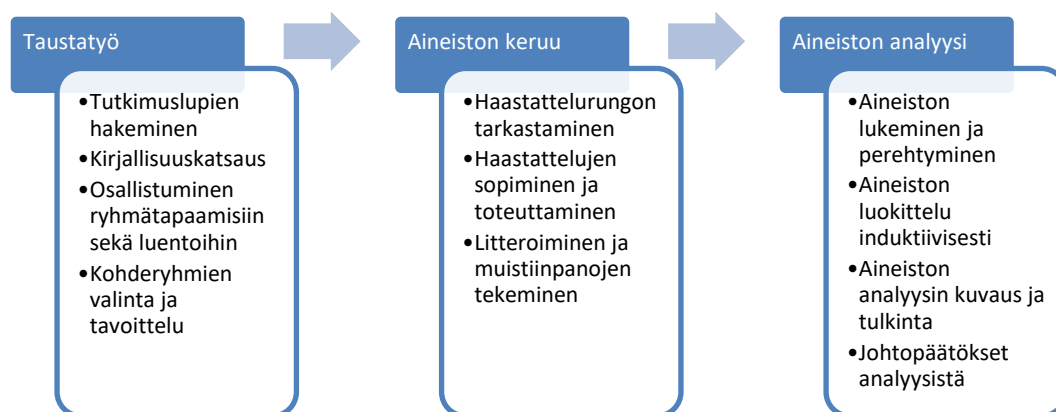 Taustatyö
•Tutkimuslupien
hakeminen
•Kirjallisuuskatsaus
•Osallistuminen
ryhmätapaamisiin
sekä luentoihin
•Kohderyhmien
valinta ja
tavoittelu
Aineiston keruu
•Haastattelurungon
tarkastaminen
•Haastattelujen
sopiminen ja
toteuttaminen
•Litteroiminen ja
muistiinpanojen
tekeminen
Aineiston analyysi
•Aineiston
lukeminen ja
perehtyminen
•Aineiston
luokittelu
induktiivisesti
•Aineiston
analyysin kuvaus ja
tulkinta
•Johtopäätökset
analyysistä